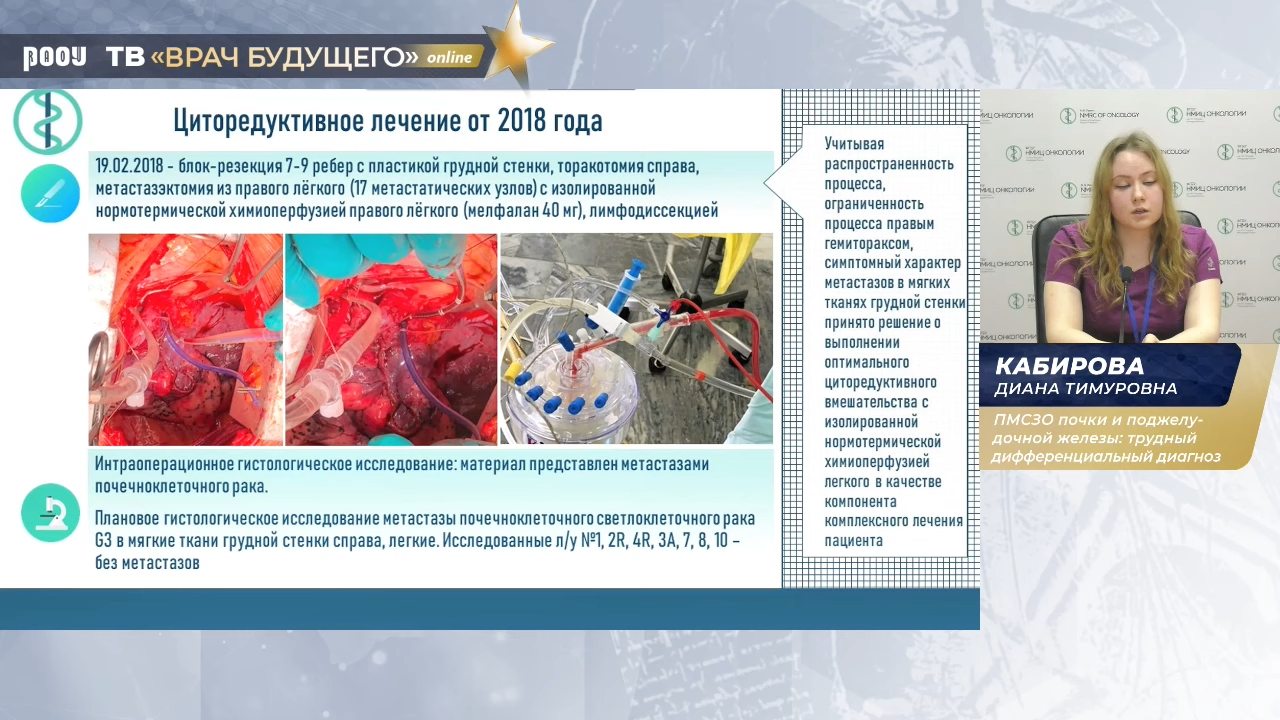 РООУ ТВ «ВРАЧ БУДУЩЕГО» online
Циторедуктивное лечение от 2018 года
19.02.2018 - блок-резекция 7-9 ребер с пластикой грудной стенки, торакотомия справа,
метастазэктомия из правого лёгкого (17 метастатических узлов) с изолированной
нормотермической химиоперфузией правого лёгкого (мелфалан 40 мг), лимфодиссекцией
Интраоперационное гистологическое исследование: материал представлен метастазами
почечноклеточного рака.
Плановое гистологическое исследование метастазы почечноклеточного светлоклеточного рака
G3 в мягкие ткани грудной стенки справа, легкие. Исследованные л/у №1, 2R, 4R, 3A, 7, 8, 10 –
без метастазов
Учитывая
распространенность
процесса,
ограниченность
процесса правым
гемитораксом,
симптомный характер
метастазов в мягких
тканях грудной стенки
принято решение о
выполнении
оптимального
циторедуктивного
вмешательства с
изолированной
нормотермической
химиоперфузией
легкого в качестве
компонента
комплексного лечения
пациента
NMRC OF ONCOLOGY
НМИЦ ОНКОЛОГИИ
КАБИРОВА
ДИАНА ТИМУРОВНА
ПМСЗО почки и поджелу-
дочной железы: трудный
дифференциальный диагноз